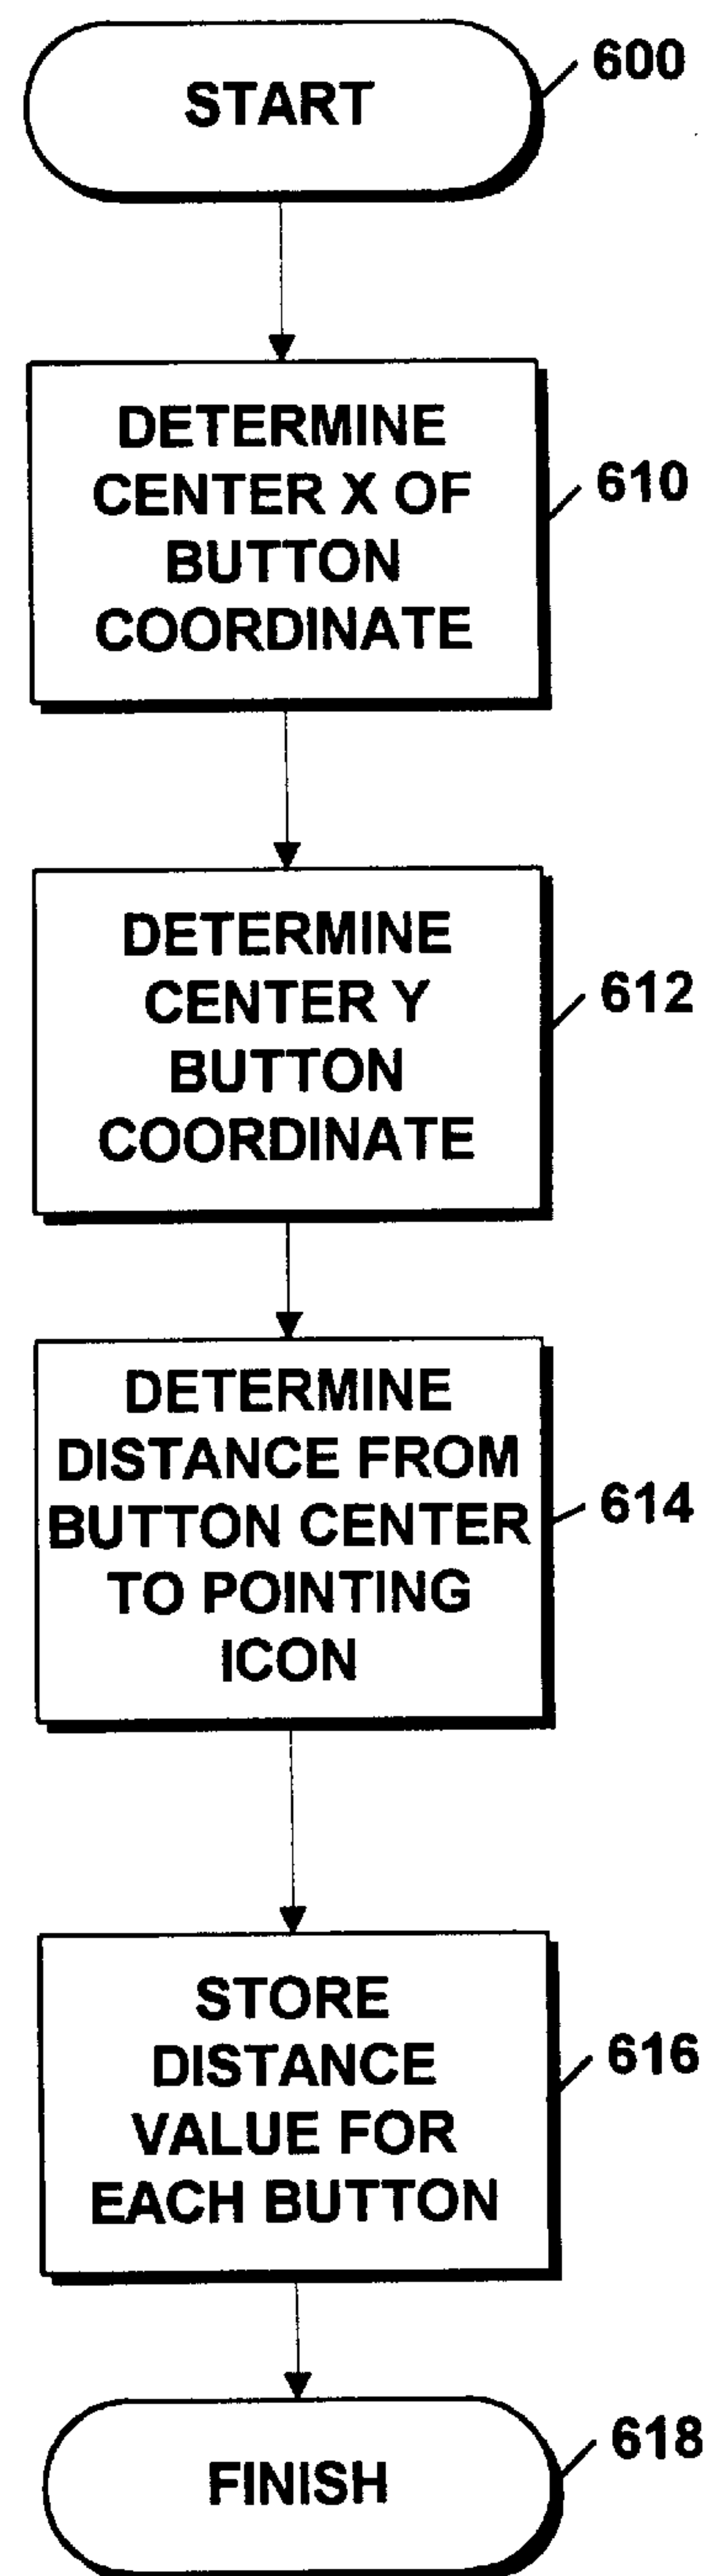 START
600
DETERMINE
CENTER X OF
BUTTON
COORDINATE
610
DETERMINE
CENTER Y
BUTTON
COORDINATE
612
DETERMINE
DISTANCE FROM
BUTTON CENTER
TO POINTING
ICON
614
STORE
DISTANCE
VALUE FOR
EACH BUTTON
616
FINISH
618